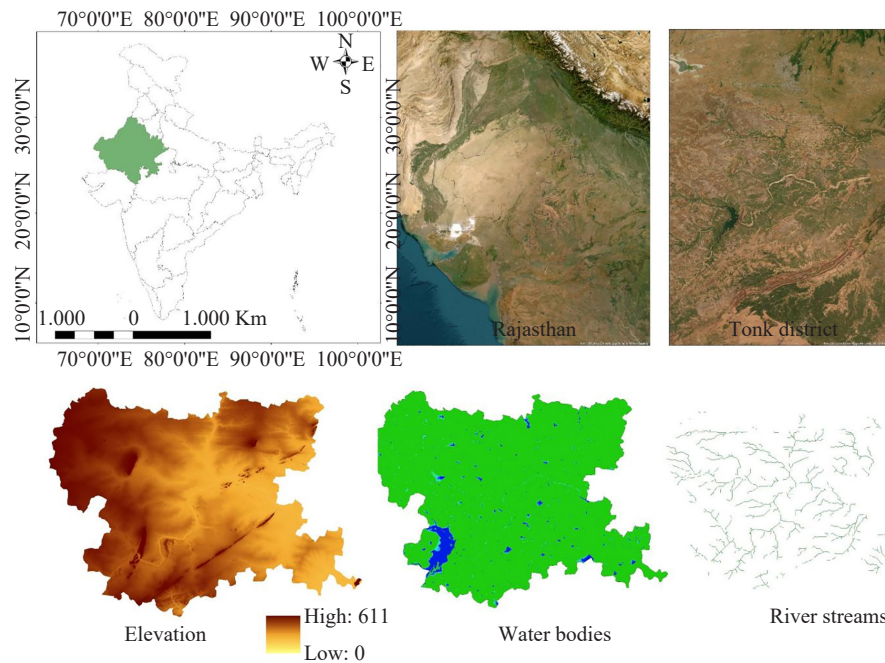 70°0'0"E 80°0'0"E 90°0'0"E 100°0'0"E
N
W E
S
30°0'0"N
20°0'0"N
10°0'0"N
30°0'0"N
20°0'0"N
10°0'0"N
1.000 0 1.000 Km
70°0'0"E 80°0'0"E 90°0'0"E 100°0'0"E
Rajasthan
Tonk district
Elevation
High: 611
Low: 0
Water bodies
River streams